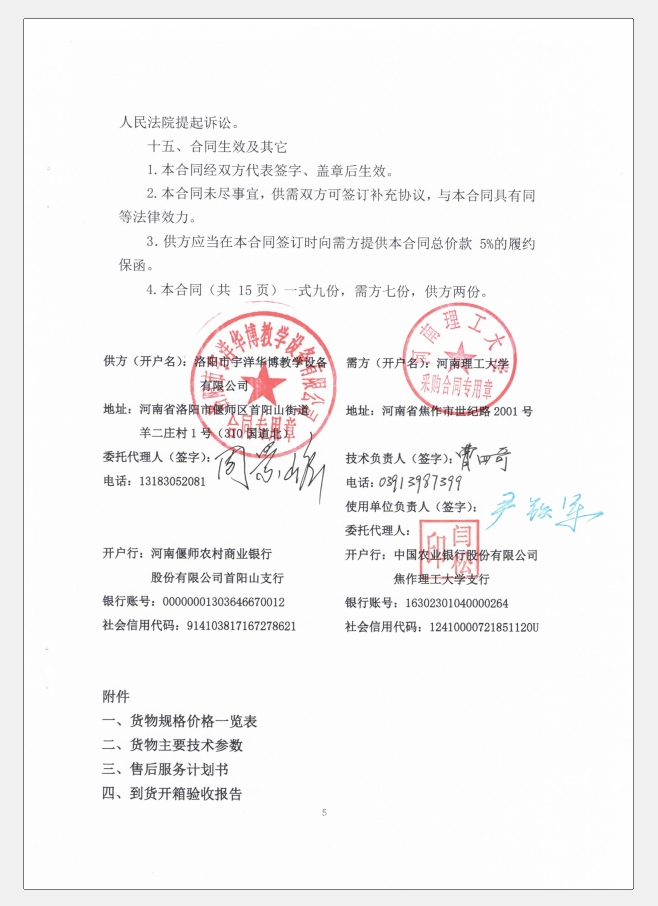 人民法院提起诉讼。
十五、合同生效及其它
1.本合同经双方代表签字、盖章后生效。
2.本合同未尽事宜，供需双方可签订补充协议，与本合同具有同
等法律效力。
3.供方应当在本合同签订时向需方提供本合同总价款 5%的履约
保函。
4.本合同（共 15 页）一式九份，需方七份，供方两份。
洛阳市宇洋华博教学设备有限公司
合同专用章
河南理工大学
采购合同专用章
供方（开户名）：洛阳市宇洋华博教学设备
有限公司
地址：河南省洛阳市偃师区首阳山街道
羊二庄村 1 号（310 国道北）
委托代理人（签字）：
电话：13183052081
开户行：河南偃师农村商业银行
股份有限公司首阳山支行
银行账号：00000001303646670012
社会信用代码：914103817167278621
需方（开户名）：河南理工大学
地址：河南省焦作市世纪路 2001 号
技术负责人（签字）：
电话：03913987399
使用单位负责人（签字）：
委托代理人：
闫松印
开户行：中国农业银行股份有限公司
焦作理工大学支行
银行账号：16302301040000264
社会信用代码：12410000721851120U
附件
一、货物规格价格一览表
二、货物主要技术参数
三、售后服务计划书
四、到货开箱验收报告
5